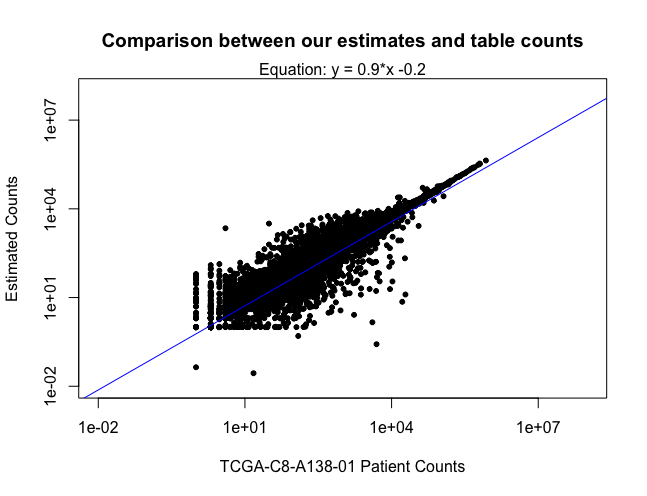 Comparison between our estimates and table counts
Equation: y = 0.9*x -0.2
Estimated Counts
1e+07
1e+04
1e+01
1e-02
1e-02 1e+01 1e+04 1e+07
TCGA-C8-A138-01 Patient Counts